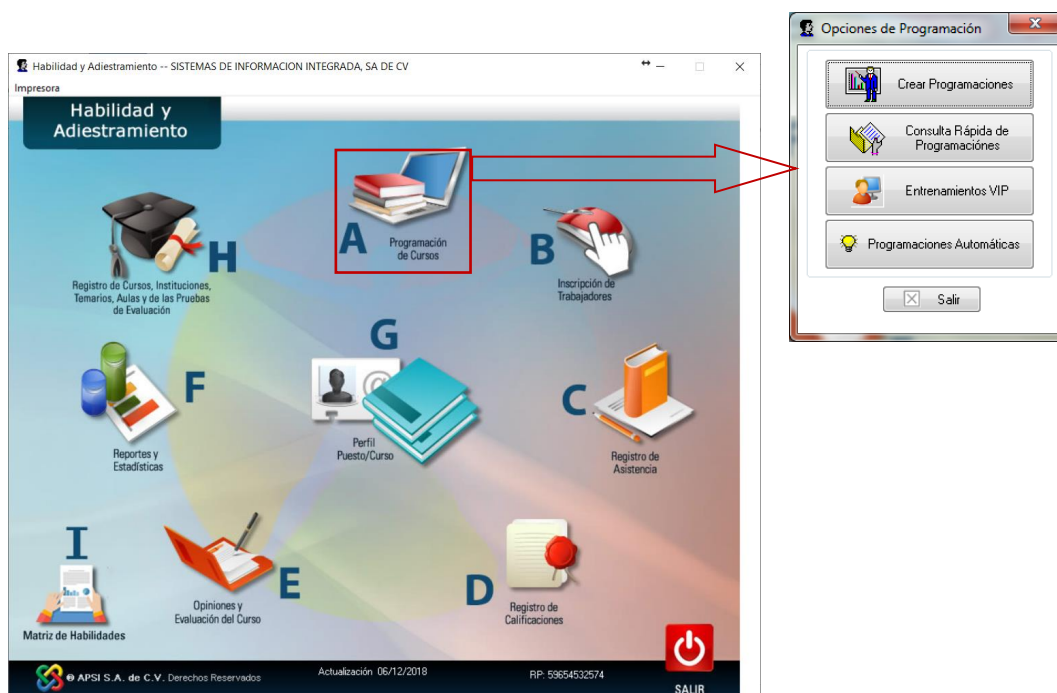 Habilidad y Adiestramiento -- SISTEMAS DE INFORMACION INTEGRADA, SA DE CV
Impresora
Habilidad y
Adiestramiento
A
Programación
de Cursos
B
Inscripción de
Trabajadores
H
Registro de Cursos, Instituciones,
Temarios, Aulas y de las Pruebas
de Evaluación
G
@
Perfil
Puesto/Curso
F
Reportes y
Estadísticas
C
Registro de
Asistencia
I
Matriz de Habilidades
E
Opiniones y
Evaluación del Curso
D
Registro de
Calificaciones
® APSI S.A. de C.V. Derechos Reservados
Actualización 06/12/2018
RP: 59654532574
SALIR
Opciones de Programación
Crear Programaciones
Consulta Rápida de
Programaciónes
Entrenamientos VIP
Programaciones Automáticas
Salir